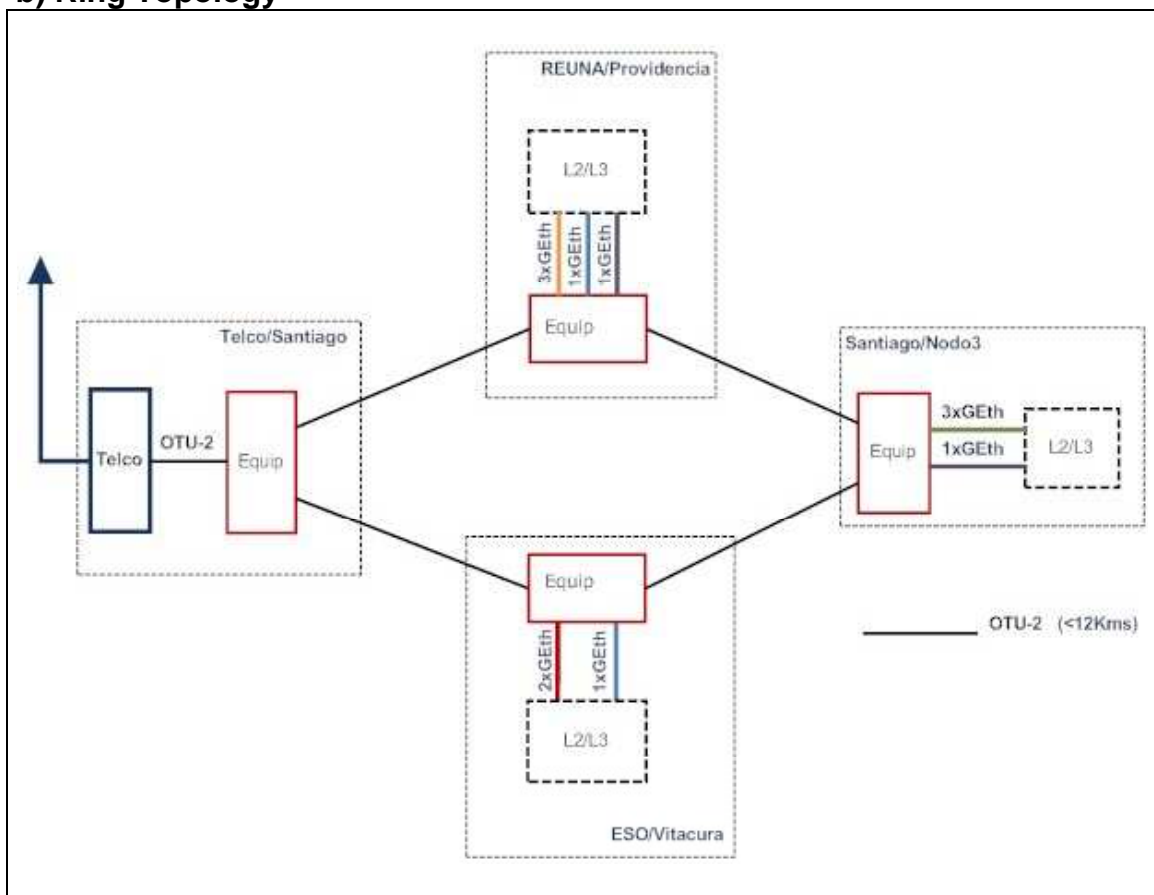 b) Ring Topology
REUNA/Providencia
L2/L3
3xGEth
1xGEth
1xGEth
Equip
Telco/Santiago
Telco
OTU-2
Equip
Santiago/Nodo3
Equip
3xGEth
1xGEth
L2/L3
Equip
2xGEth
1xGEth
L2/L3
ESO/Vitacura
OTU-2 (<12Kms)